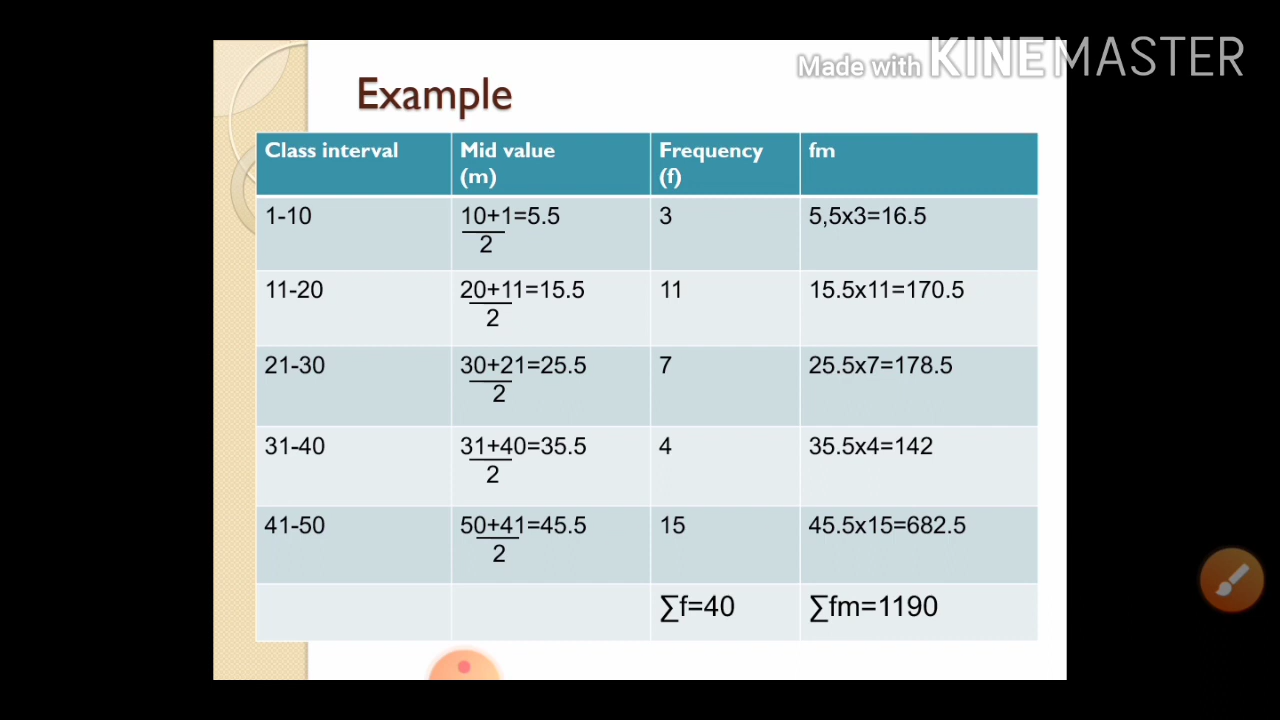 Made with KINEMASTER
Example
Class interval Mid value (m) Frequency (f) fm
1-10 10+1=5.5 3 5,5x3=16.5
2
11-20 20+11=15.5 11 15.5x11=170.5
2
21-30 30+21=25.5 7 25.5x7=178.5
2
31-40 31+40=35.5 4 35.5x4=142
2
41-50 50+41=45.5 15 45.5x15=682.5
2
∑f=40 ∑fm=1190